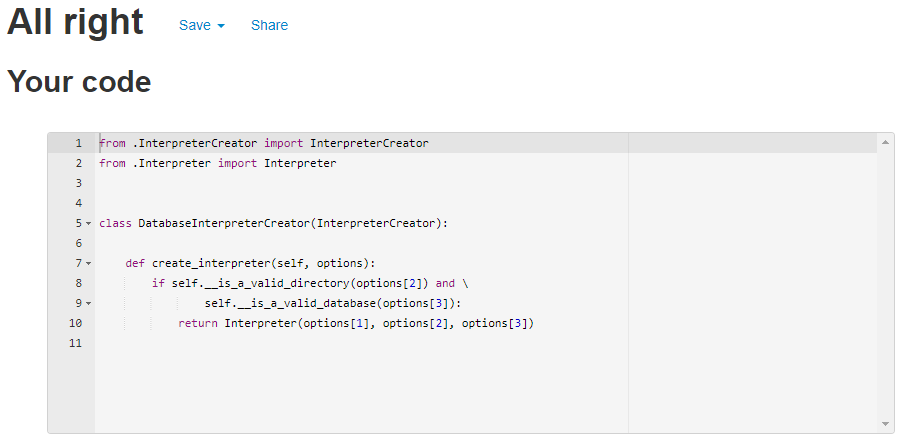 All right Save Share
Your code
1 from .InterpreterCreator import InterpreterCreator
2 from .Interpreter import Interpreter
3
4
5 class DatabaseInterpreterCreator(InterpreterCreator):
6
7     def create_interpreter(self, options):
8         if self.__is_a_valid_directory(options[2]) and \
9                 self.__is_a_valid_database(options[3]):
10             return Interpreter(options[1], options[2], options[3])
11